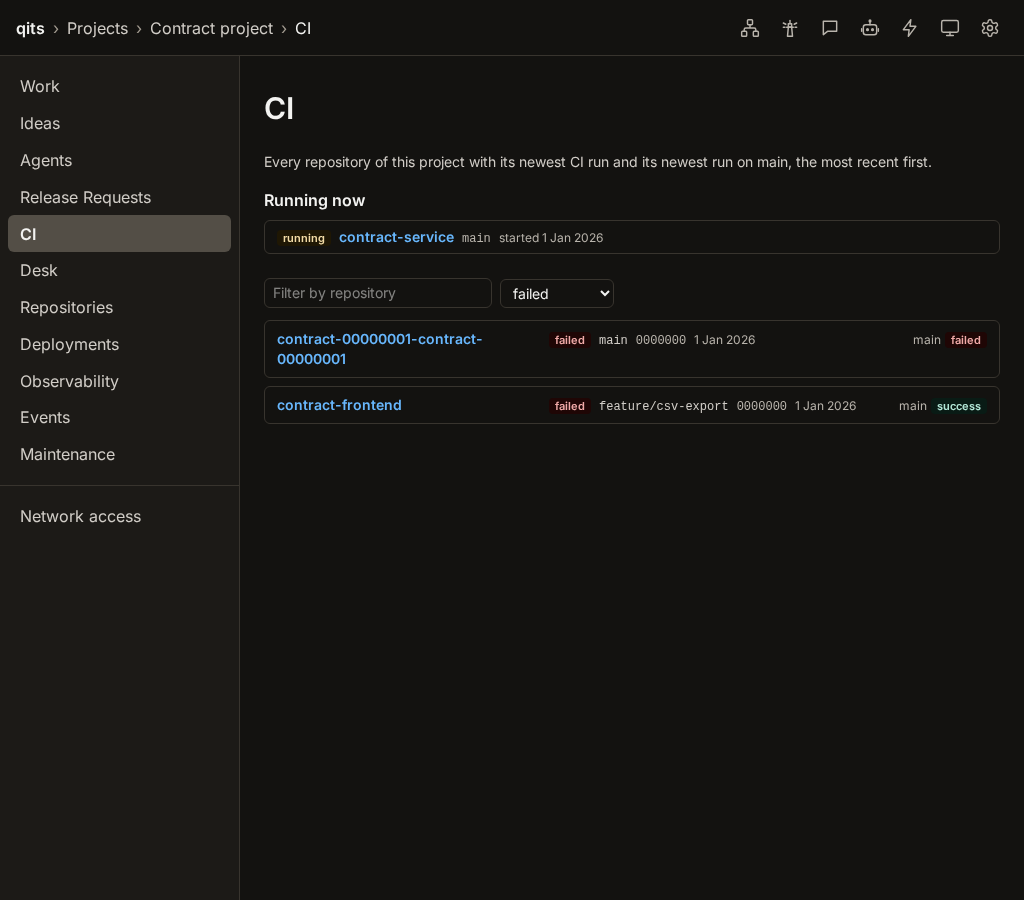 qits › Projects › Contract project › CI
Work
Ideas
Agents
Release Requests
CI
Desk
Repositories
Deployments
Observability
Events
Maintenance
Network access
CI
Every repository of this project with its newest CI run and its newest run on main, the most recent first.
Running now
running contract-service main started 1 Jan 2026
Filter by repository failed
contract-00000001-contract-
00000001 failed main 0000000 1 Jan 2026 main failed
contract-frontend failed feature/csv-export 0000000 1 Jan 2026 main success